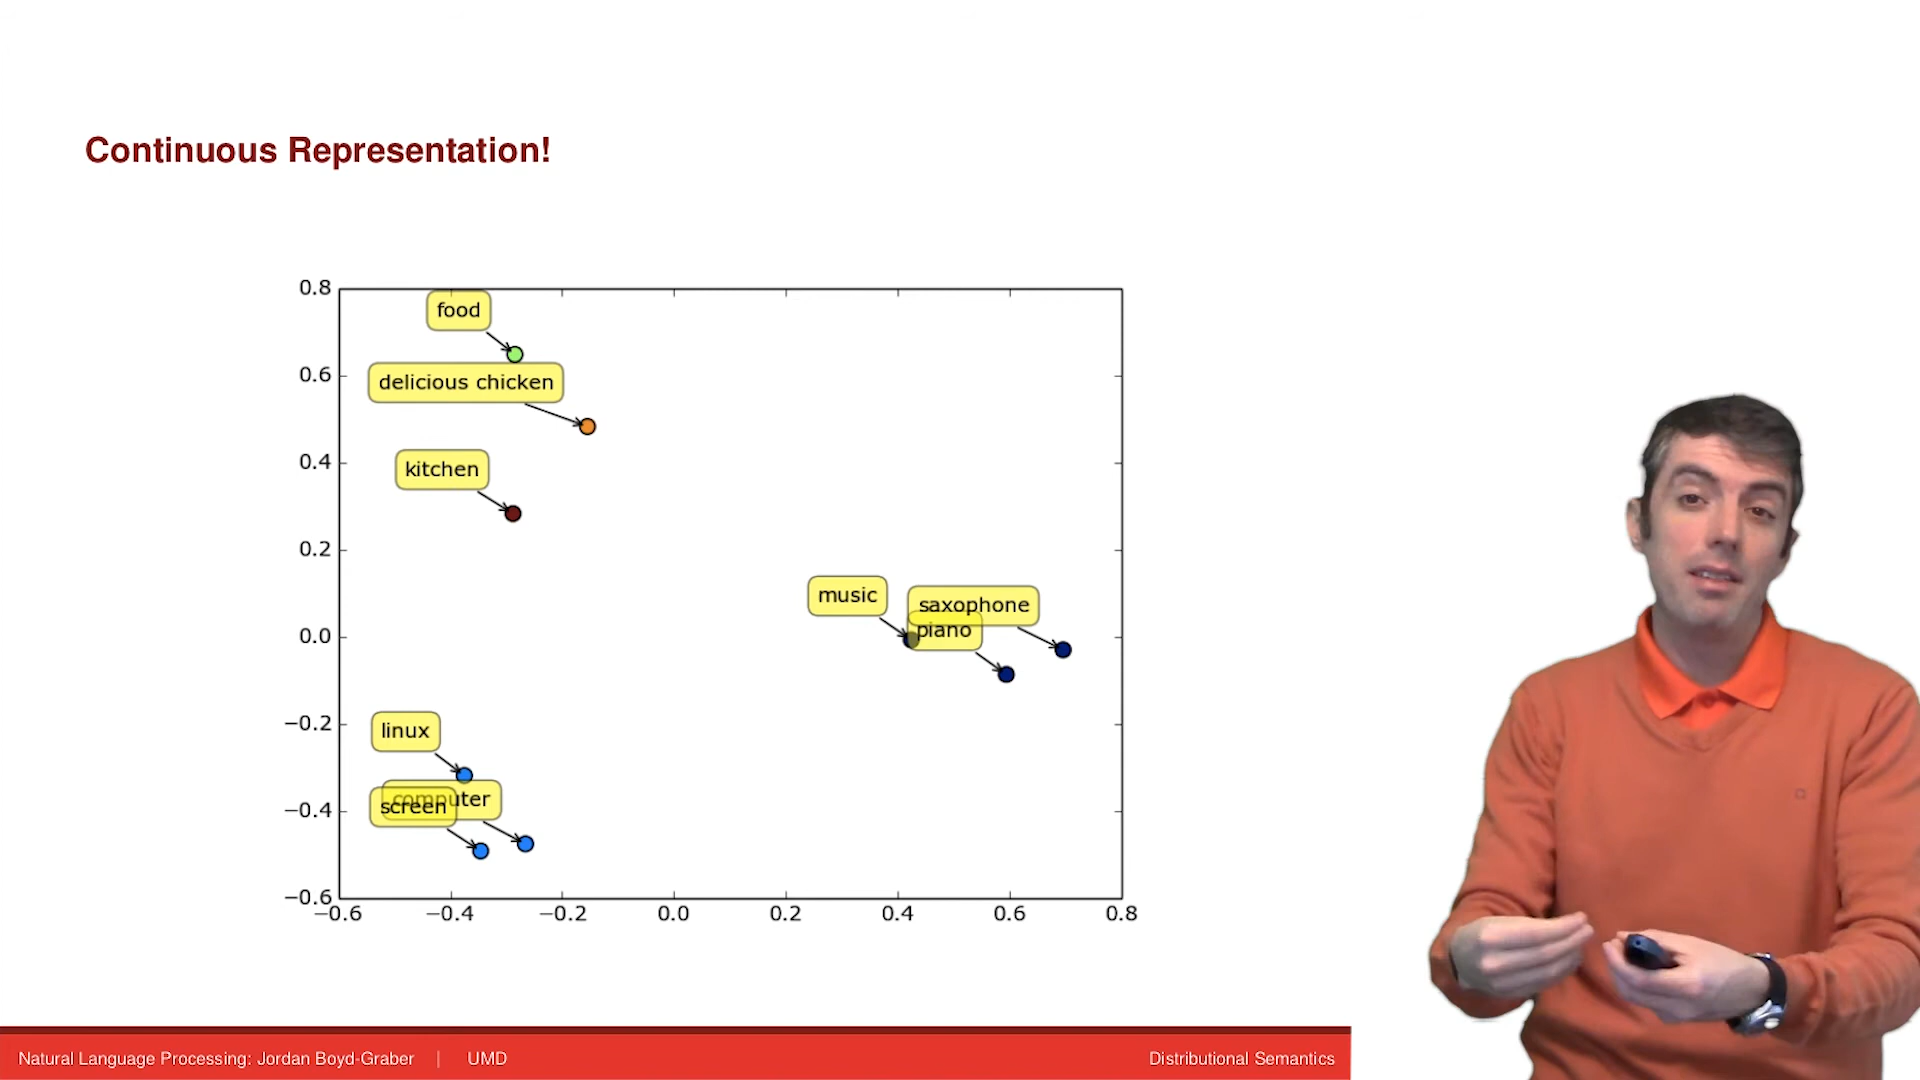 Continuous Representation!
0.8
food
0.6
delicious chicken
0.4
kitchen
0.2
music
saxophone
0.0
piano
−0.2
linux
computer
−0.4
screen
−0.6
−0.6 −0.4 −0.2 0.0 0.2 0.4 0.6 0.8
Natural Language Processing: Jordan Boyd-Graber | UMD
Distributional Semantics